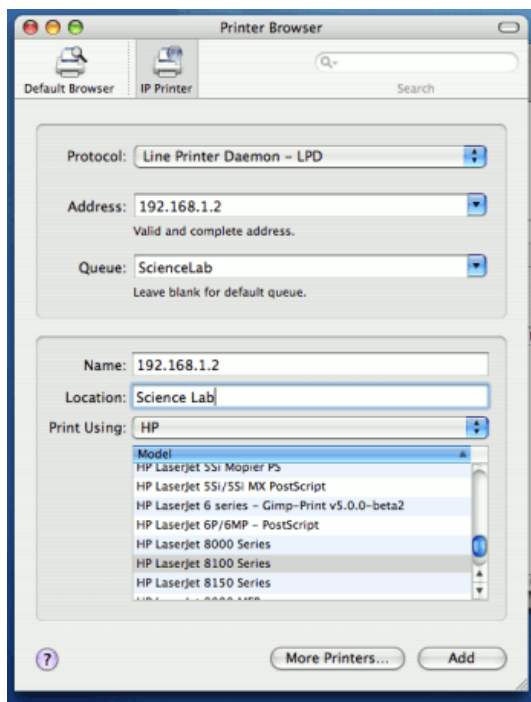 Printer Browser
Default Browser
IP Printer
Search
Protocol: Line Printer Daemon – LPD
Address: 192.168.1.2
Valid and complete address.
Queue: ScienceLab
Leave blank for default queue.
Name: 192.168.1.2
Location: Science Lab
Print Using: HP
Model
HP LaserJet 5Si Mopier PS
HP LaserJet 5Si/5Si MX PostScript
HP LaserJet 6 series – Gimp-Print v5.0.0-beta2
HP LaserJet 6P/6MP – PostScript
HP LaserJet 8000 Series
HP LaserJet 8100 Series
HP LaserJet 8150 Series
?
More Printers...
Add